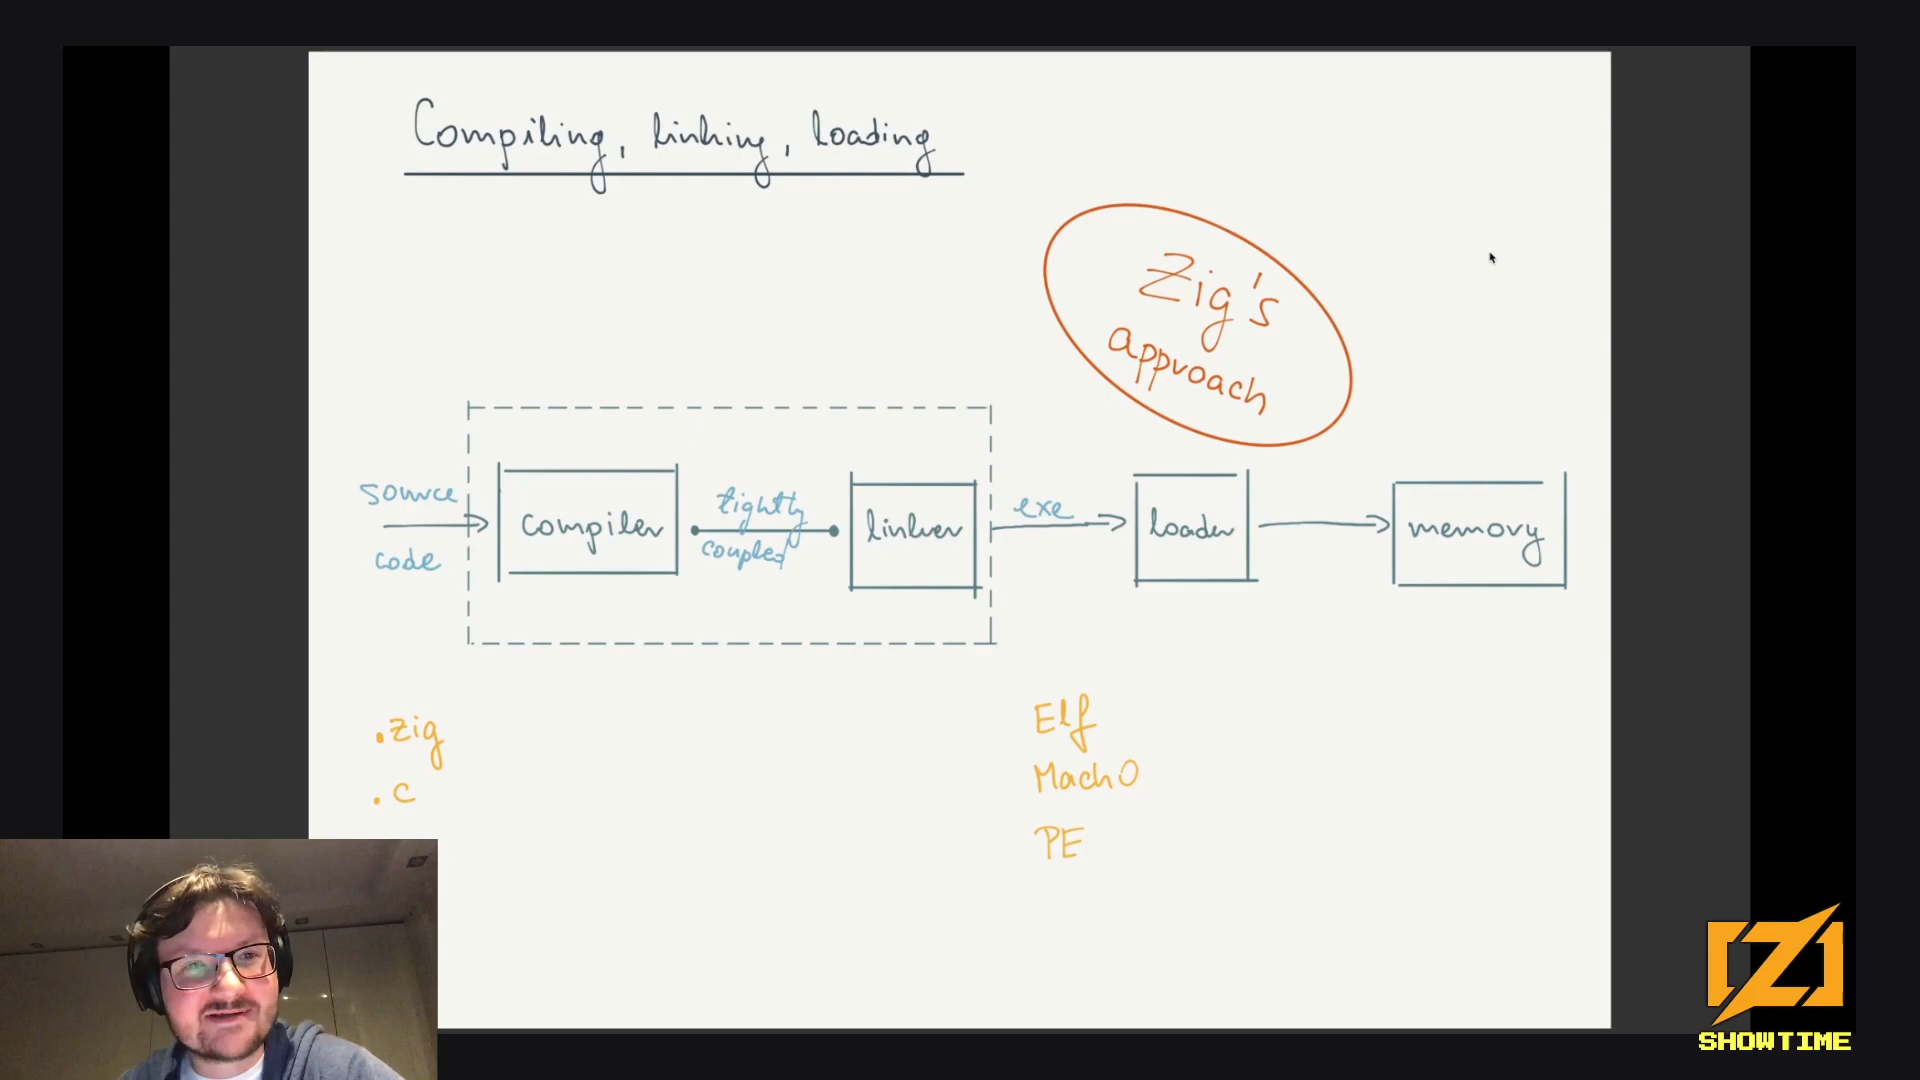 Compiling, linking, loading
Zig's
approach
source
code
compiler
tightly
coupled
linker
exe
loader
memory
.zig
.c
Elf
MachO
PE
Z
SHOWTIME